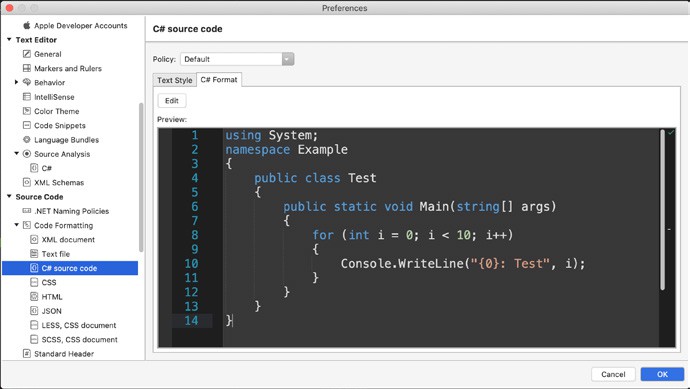 Preferences
Apple Developer Accounts
Text Editor
General
Markers and Rulers
Behavior
IntelliSense
Color Theme
Code Snippets
Language Bundles
Source Analysis
C#
XML Schemas
Source Code
.NET Naming Policies
Code Formatting
XML document
Text file
C# source code
CSS
HTML
JSON
LESS, CSS document
SCSS, CSS document
Standard Header
C# source code
Policy: Default
Text Style C# Format
Edit
Preview:
1 using System;
2 namespace Example
3 {
4 public class Test
5 {
6 public static void Main(string[] args)
7 {
8 for (int i = 0; i < 10; i++)
9 {
10 Console.WriteLine("{0}: Test", i);
11 }
12 }
13 }
14 }
Cancel OK